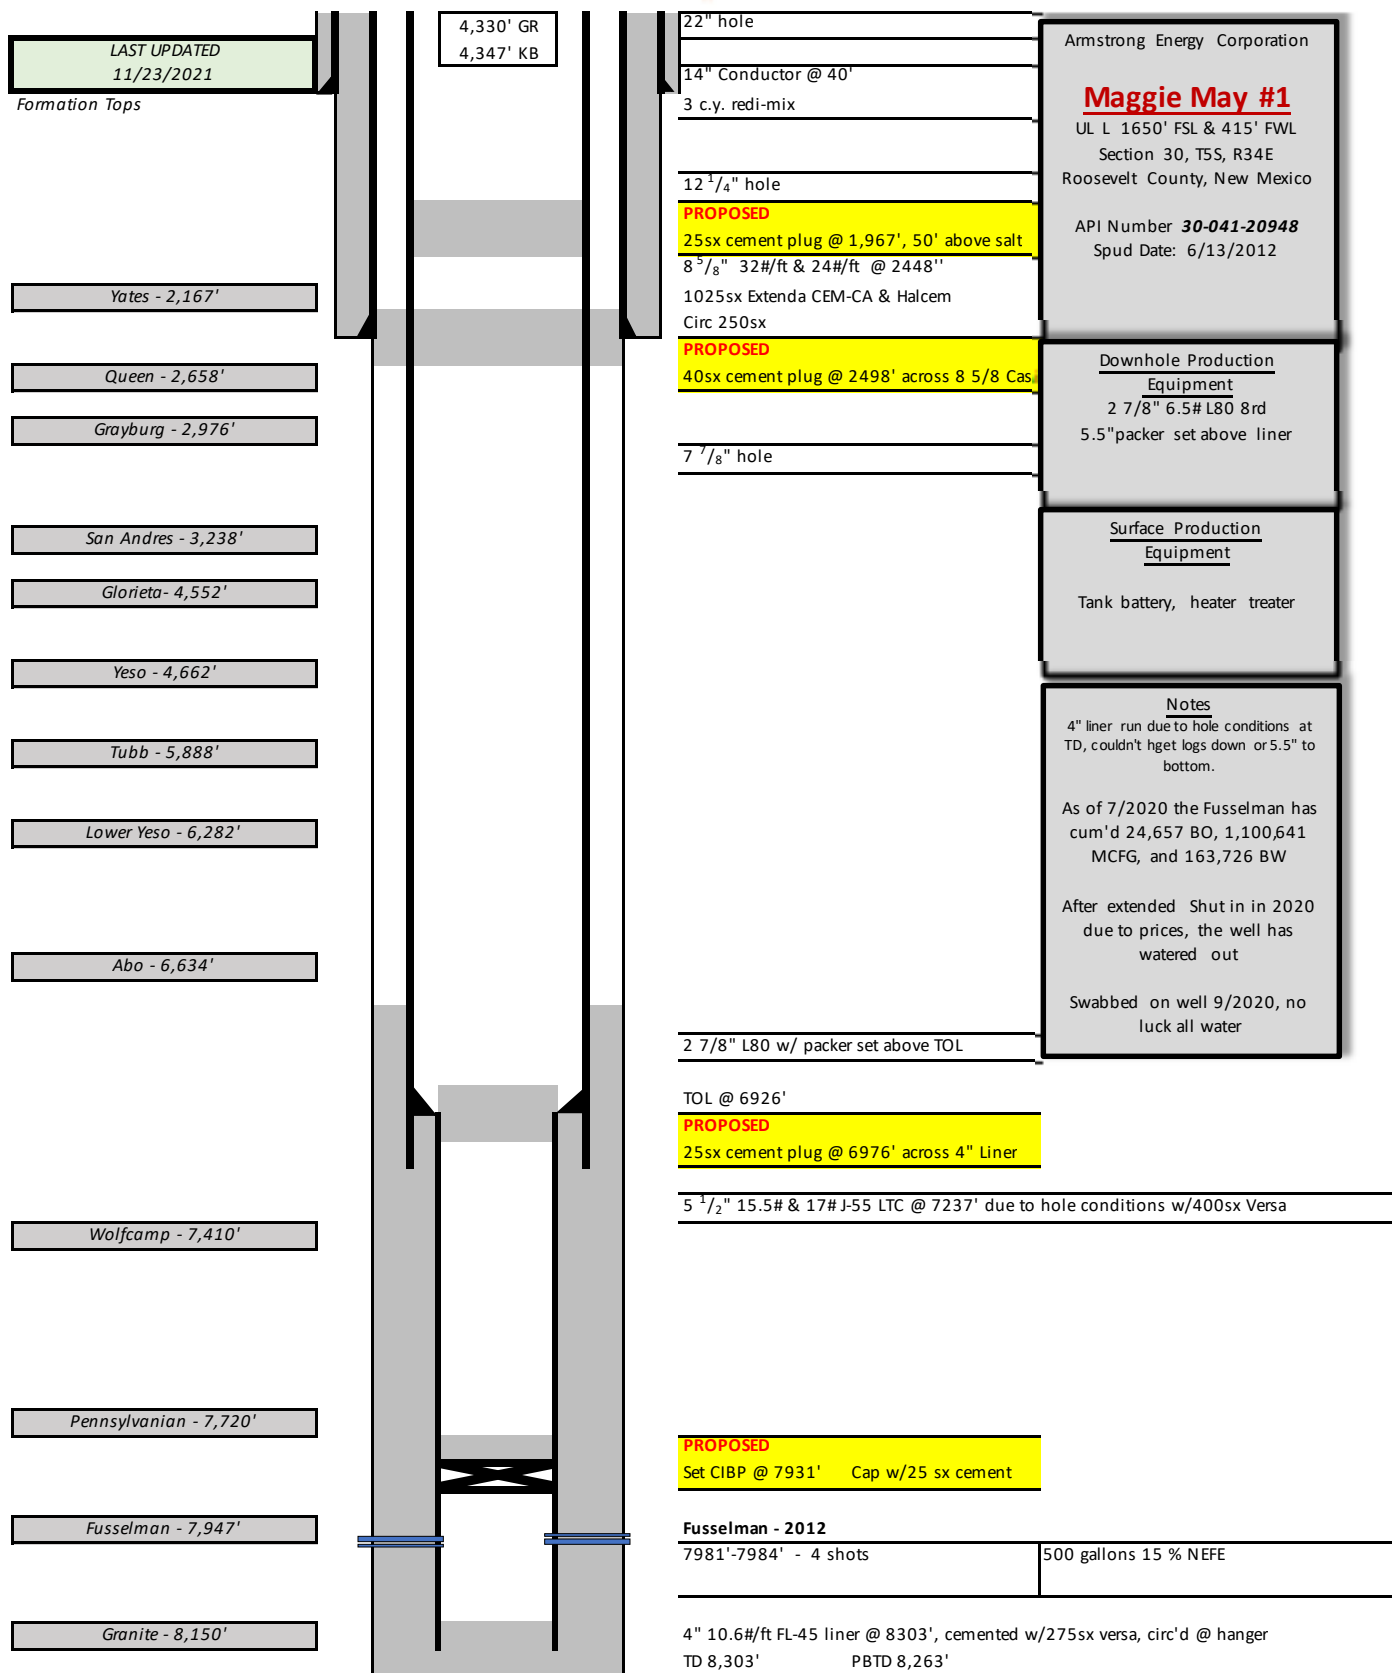 4,330' GR
4,347' KB
LAST UPDATED
11/23/2021
Formation Tops
Yates - 2,167'
Queen - 2,658'
Grayburg - 2,976'
San Andres - 3,238'
Glorieta- 4,552'
Yeso - 4,662'
Tubb - 5,888'
Lower Yeso - 6,282'
Abo - 6,634'
Wolfcamp - 7,410'
Pennsylvanian - 7,720'
Fusselman - 7,947'
Granite - 8,150'
22" hole
14" Conductor @ 40'
3 c.y. redi-mix
12 1/4" hole
PROPOSED
25sx cement plug @ 1,967', 50' above salt
8 5/8" 32#/ft & 24#/ft @ 2448''
1025sx Extenda CEM-CA & Halcem
Circ 250sx
PROPOSED
40sx cement plug @ 2498' across 8 5/8 Cas
7 7/8" hole
2 7/8" L80 w/ packer set above TOL
TOL @ 6926'
PROPOSED
25sx cement plug @ 6976' across 4" Liner
5 1/2" 15.5# & 17# J-55 LTC @ 7237' due to hole conditions w/400sx Versa
PROPOSED
Set CIBP @ 7931' Cap w/25 sx cement
Fusselman - 2012
7981'-7984' - 4 shots
500 gallons 15 % NEFE
4" 10.6#/ft FL-45 liner @ 8303', cemented w/275sx versa, circ'd @ hanger
TD 8,303' PBTD 8,263'
Armstrong Energy Corporation
Maggie May #1
UL L 1650' FSL & 415' FWL
Section 30, T5S, R34E
Roosevelt County, New Mexico
API Number 30-041-20948
Spud Date: 6/13/2012
Downhole Production
Equipment
2 7/8" 6.5# L80 8rd
5.5"packer set above liner
Surface Production
Equipment
Tank battery, heater treater
Notes
4" liner run due to hole conditions at
TD, couldn't hget logs down or 5.5" to
bottom.
As of 7/2020 the Fusselman has
cum'd 24,657 BO, 1,100,641
MCFG, and 163,726 BW
After extended Shut in in 2020
due to prices, the well has
watered out
Swabbed on well 9/2020, no
luck all water